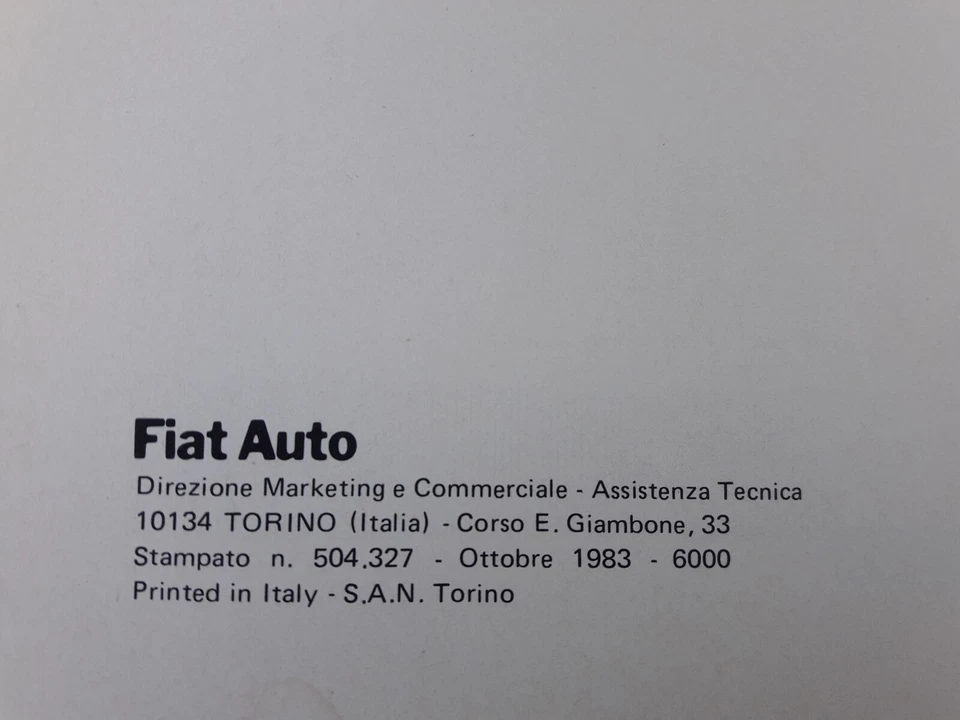 Fiat Auto
Direzione Marketing e Commerciale - Assistenza Tecnica
10134 TORINO (Italia) - Corso E. Giambone, 33
Stampato n. 504.327 - Ottobre 1983 - 6000
Printed in Italy - S.A.N. Torino